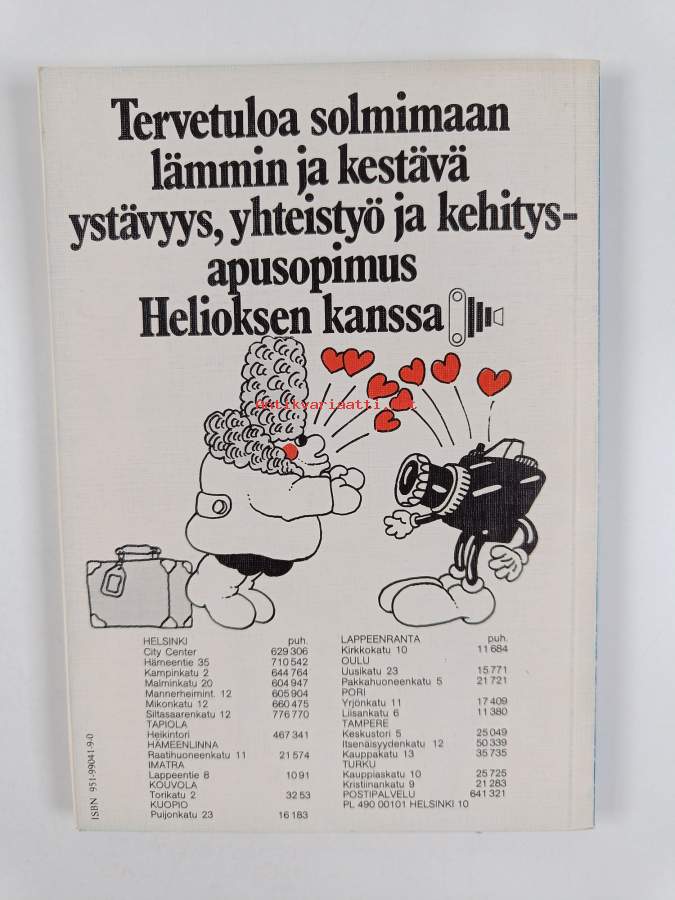 Tervetuloa solmimaan
lämmin ja kestävä
ystävyys, yhteistyö ja kehitys-
apusopimus
Helioksen kanssa
antikvariaatti.net
HELSINKI puh.
City Center 629 306
Hämeentie 35 710 542
Kampinkatu 2 644 764
Malminkatu 20 604 947
Mannerheimint. 12 605 904
Mikonkatu 12 660 475
Siltasaarenkatu 12 776 770
TAPIOLA
Heikintori 467 341
HÄMEENLINNA
Raatihuoneenkatu 11 21 574
IMATRA
Lappeentie 8 10 91
KOUVOLA
Torikatu 2 32 53
KUOPIO
Puijonkatu 23 16 183
LAPPEENRANTA puh.
Kirkkokatu 10 11 684
OULU
Uusikatu 23 15 771
Pakkahuoneenkatu 5 21 721
PORI
Yrjönkatu 11 17 409
Liisankatu 6 11 380
TAMPERE
Keskustori 5 25 049
Itsenäisyydenkatu 12 50 339
Kauppakatu 13 35 735
TURKU
Kauppiaskatu 10 25 725
Kristiinankatu 9 21 283
POSTIPALVELU 641 321
PL 490 00101 HELSINKI 10
ISBN 951-99041-9-0